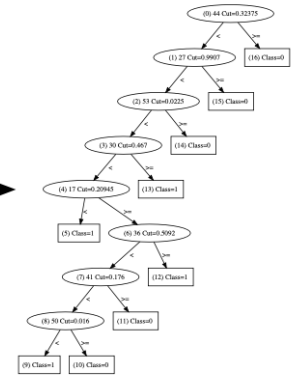 (0) 44 Cut=0.32375
< >=
(1) 27 Cut=0.9907 (16) Class=0
< >=
(2) 53 Cut=0.0225 (15) Class=0
< >=
(3) 30 Cut=0.467 (14) Class=0
< >=
(4) 17 Cut=0.20945 (13) Class=1
< >=
(5) Class=1 (6) 36 Cut=0.5092
< >=
(7) 41 Cut=0.176 (12) Class=1
< >=
(8) 50 Cut=0.016 (11) Class=0
< >=
(9) Class=1 (10) Class=0